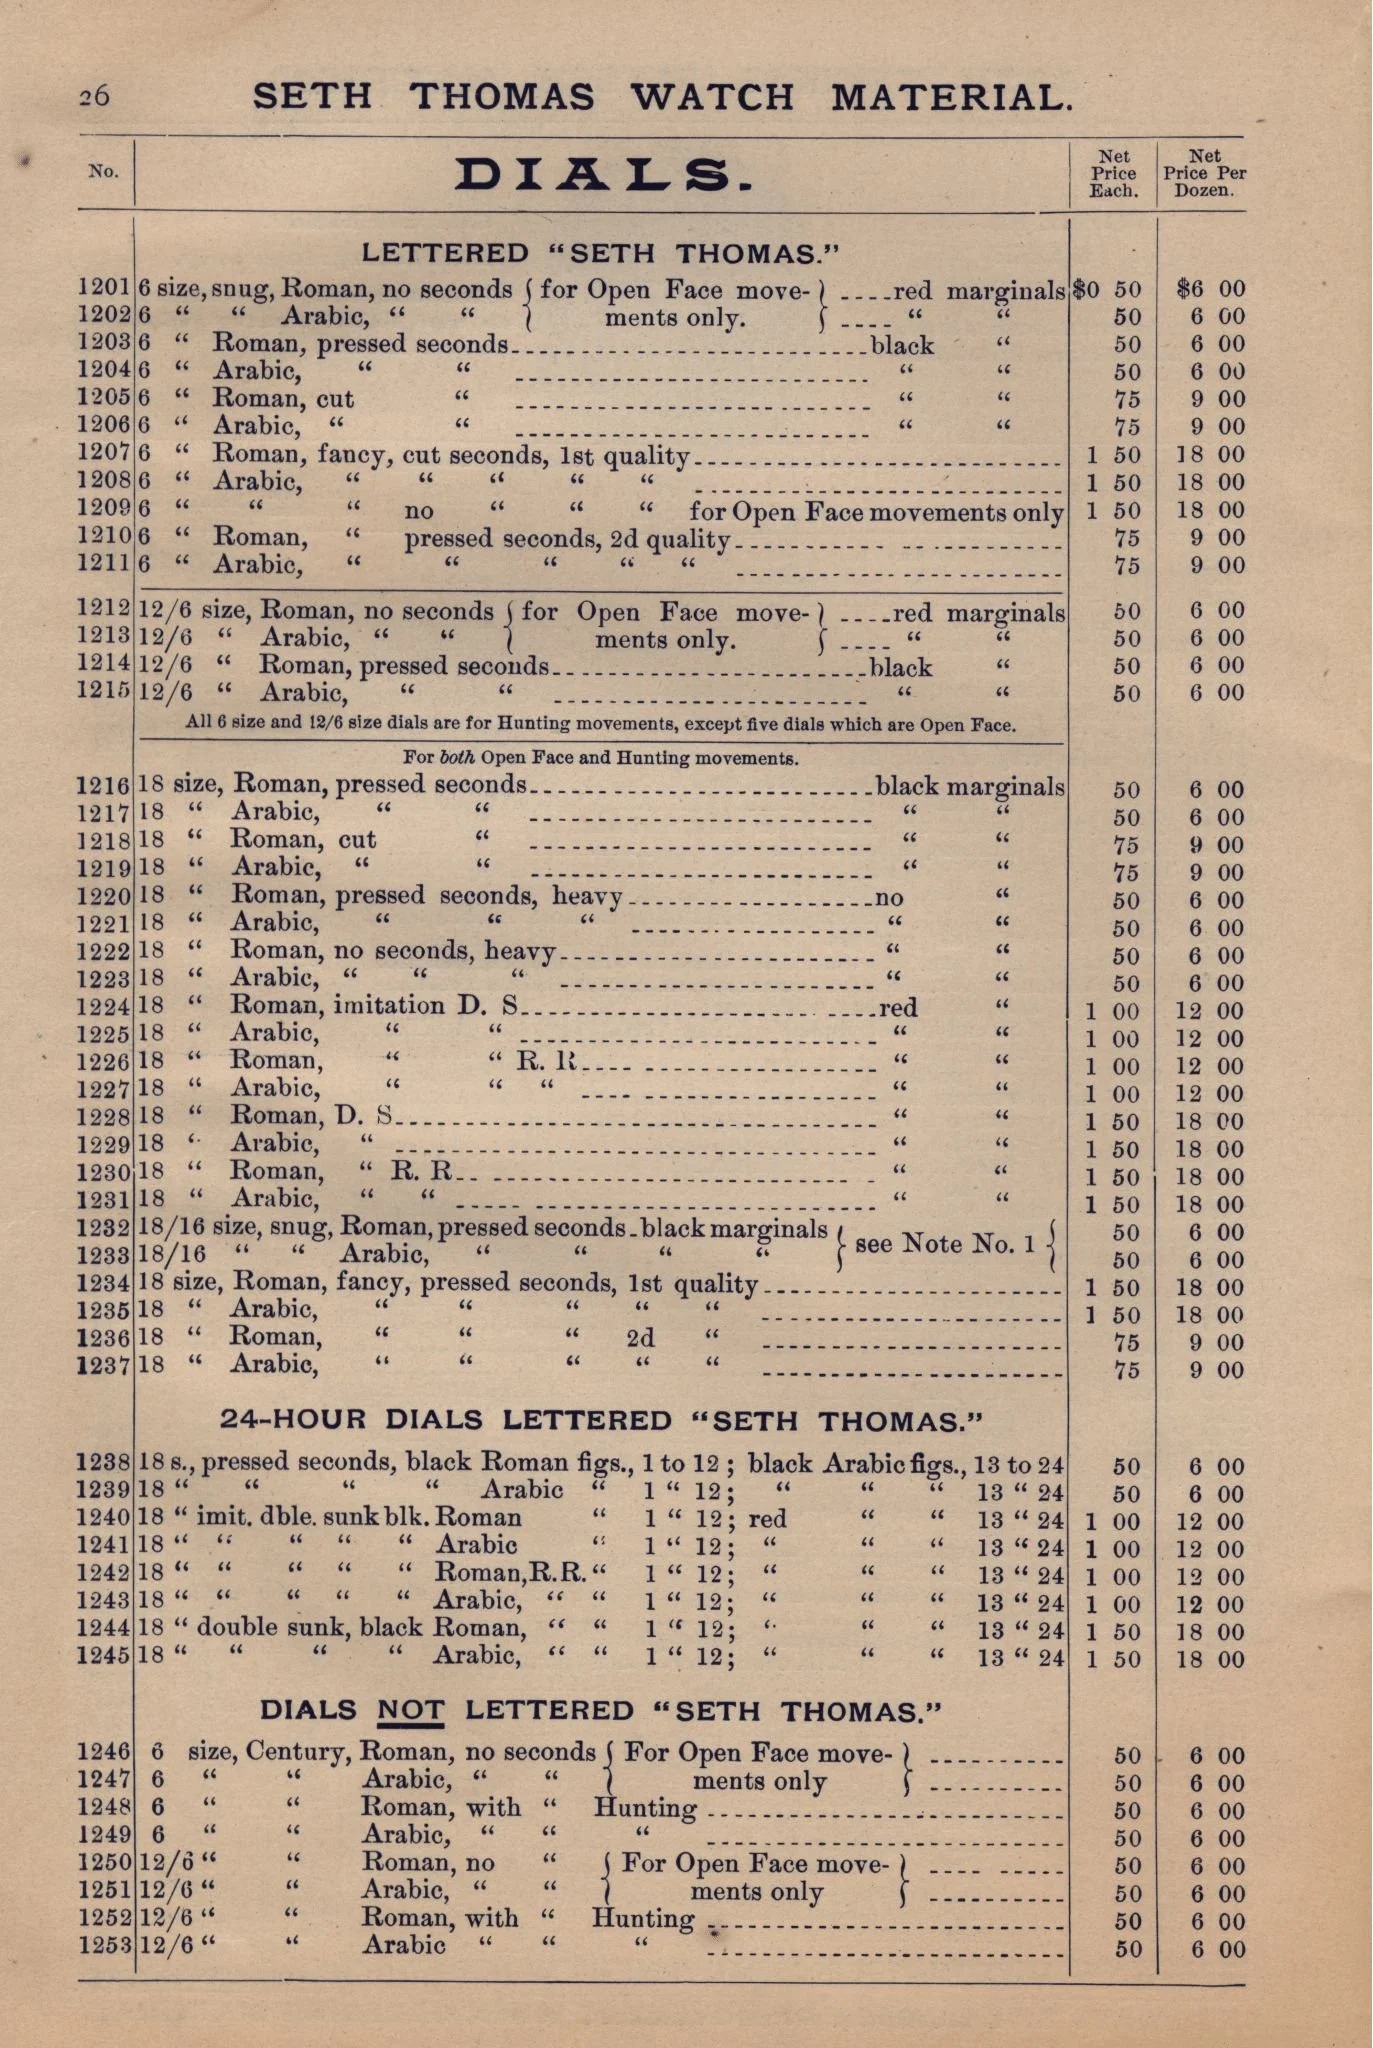 26 SETH THOMAS WATCH MATERIAL.
No. DIALS. Net Price Each. Net Price Per Dozen.
LETTERED “SETH THOMAS.”
1201 6 size, snug, Roman, no seconds { for Open Face move- } ....red marginals $0 50 $6 00
1202 6 “ “ Arabic, “ “ { ments only. } .... “ “ 50 6 00
1203 6 “ Roman, pressed seconds....black “ 50 6 00
1204 6 “ Arabic, “ “ .... “ “ 50 6 00
1205 6 “ Roman, cut “ .... “ “ 75 9 00
1206 6 “ Arabic, “ “ .... “ “ 75 9 00
1207 6 “ Roman, fancy, cut seconds, 1st quality.... 1 50 18 00
1208 6 “ Arabic, “ “ “ “ “ .... 1 50 18 00
1209 6 “ “ “ no “ “ “ for Open Face movements only 1 50 18 00
1210 6 “ Roman, “ pressed seconds, 2d quality.... 75 9 00
1211 6 “ Arabic, “ “ “ “ “ .... 75 9 00
1212 12/6 size, Roman, no seconds { for Open Face move- } ....red marginals 50 6 00
1213 12/6 “ Arabic, “ “ { ments only. } .... “ “ 50 6 00
1214 12/6 “ Roman, pressed seconds....black “ 50 6 00
1215 12/6 “ Arabic, “ “ .... “ “ 50 6 00
All 6 size and 12/6 size dials are for Hunting movements, except five dials which are Open Face.
For both Open Face and Hunting movements.
1216 18 size, Roman, pressed seconds....black marginals 50 6 00
1217 18 “ Arabic, “ “ .... “ “ 50 6 00
1218 18 “ Roman, cut “ .... “ “ 75 9 00
1219 18 “ Arabic, “ “ .... “ “ 75 9 00
1220 18 “ Roman, pressed seconds, heavy....no “ 50 6 00
1221 18 “ Arabic, “ “ “ .... “ “ 50 6 00
1222 18 “ Roman, no seconds, heavy.... “ “ 50 6 00
1223 18 “ Arabic, “ “ “ .... “ “ 50 6 00
1224 18 “ Roman, imitation D. S....red “ 1 00 12 00
1225 18 “ Arabic, “ “ .... “ “ 1 00 12 00
1226 18 “ Roman, “ “ R. R.... “ “ 1 00 12 00
1227 18 “ Arabic, “ “ “ .... “ “ 1 00 12 00
1228 18 “ Roman, D. S.... “ “ 1 50 18 00
1229 18 “ Arabic, “ .... “ “ 1 50 18 00
1230 18 “ Roman, “ R. R.... “ “ 1 50 18 00
1231 18 “ Arabic, “ “ .... “ “ 1 50 18 00
1232 18/16 size, snug, Roman, pressed seconds..black marginals } see Note No. 1 { 50 6 00
1233 18/16 “ “ Arabic, “ “ “ “ 50 6 00
1234 18 size, Roman, fancy, pressed seconds, 1st quality.... 1 50 18 00
1235 18 “ Arabic, “ “ “ “ “ .... 1 50 18 00
1236 18 “ Roman, “ “ “ 2d “ .... 75 9 00
1237 18 “ Arabic, “ “ “ “ “ .... 75 9 00
24-HOUR DIALS LETTERED “SETH THOMAS.”
1238 18 s., pressed seconds, black Roman figs., 1 to 12; black Arabic figs., 13 to 24 50 6 00
1239 18 “ “ “ “ Arabic “ 1 “ 12; “ “ “ 13 “ 24 50 6 00
1240 18 “ imit. dble. sunk blk. Roman “ 1 “ 12; red “ “ 13 “ 24 1 00 12 00
1241 18 “ “ “ “ “ Arabic “ 1 “ 12; “ “ “ 13 “ 24 1 00 12 00
1242 18 “ “ “ “ “ Roman, R.R. “ 1 “ 12; “ “ “ 13 “ 24 1 00 12 00
1243 18 “ “ “ “ “ Arabic, “ “ 1 “ 12; “ “ “ 13 “ 24 1 00 12 00
1244 18 “ double sunk, black Roman, “ “ 1 “ 12; “ “ “ 13 “ 24 1 50 18 00
1245 18 “ “ “ “ Arabic, “ “ 1 “ 12; “ “ “ 13 “ 24 1 50 18 00
DIALS NOT LETTERED “SETH THOMAS.”
1246 6 size, Century, Roman, no seconds { For Open Face move- } .... 50 6 00
1247 6 “ “ Arabic, “ “ { ments only } .... 50 6 00
1248 6 “ “ Roman, with “ Hunting .... 50 6 00
1249 6 “ “ Arabic, “ “ “ .... 50 6 00
1250 12/6 “ “ Roman, no “ { For Open Face move- } .... 50 6 00
1251 12/6 “ “ Arabic, “ “ { ments only } .... 50 6 00
1252 12/6 “ “ Roman, with “ Hunting .... 50 6 00
1253 12/6 “ “ Arabic “ “ “ .... 50 6 00